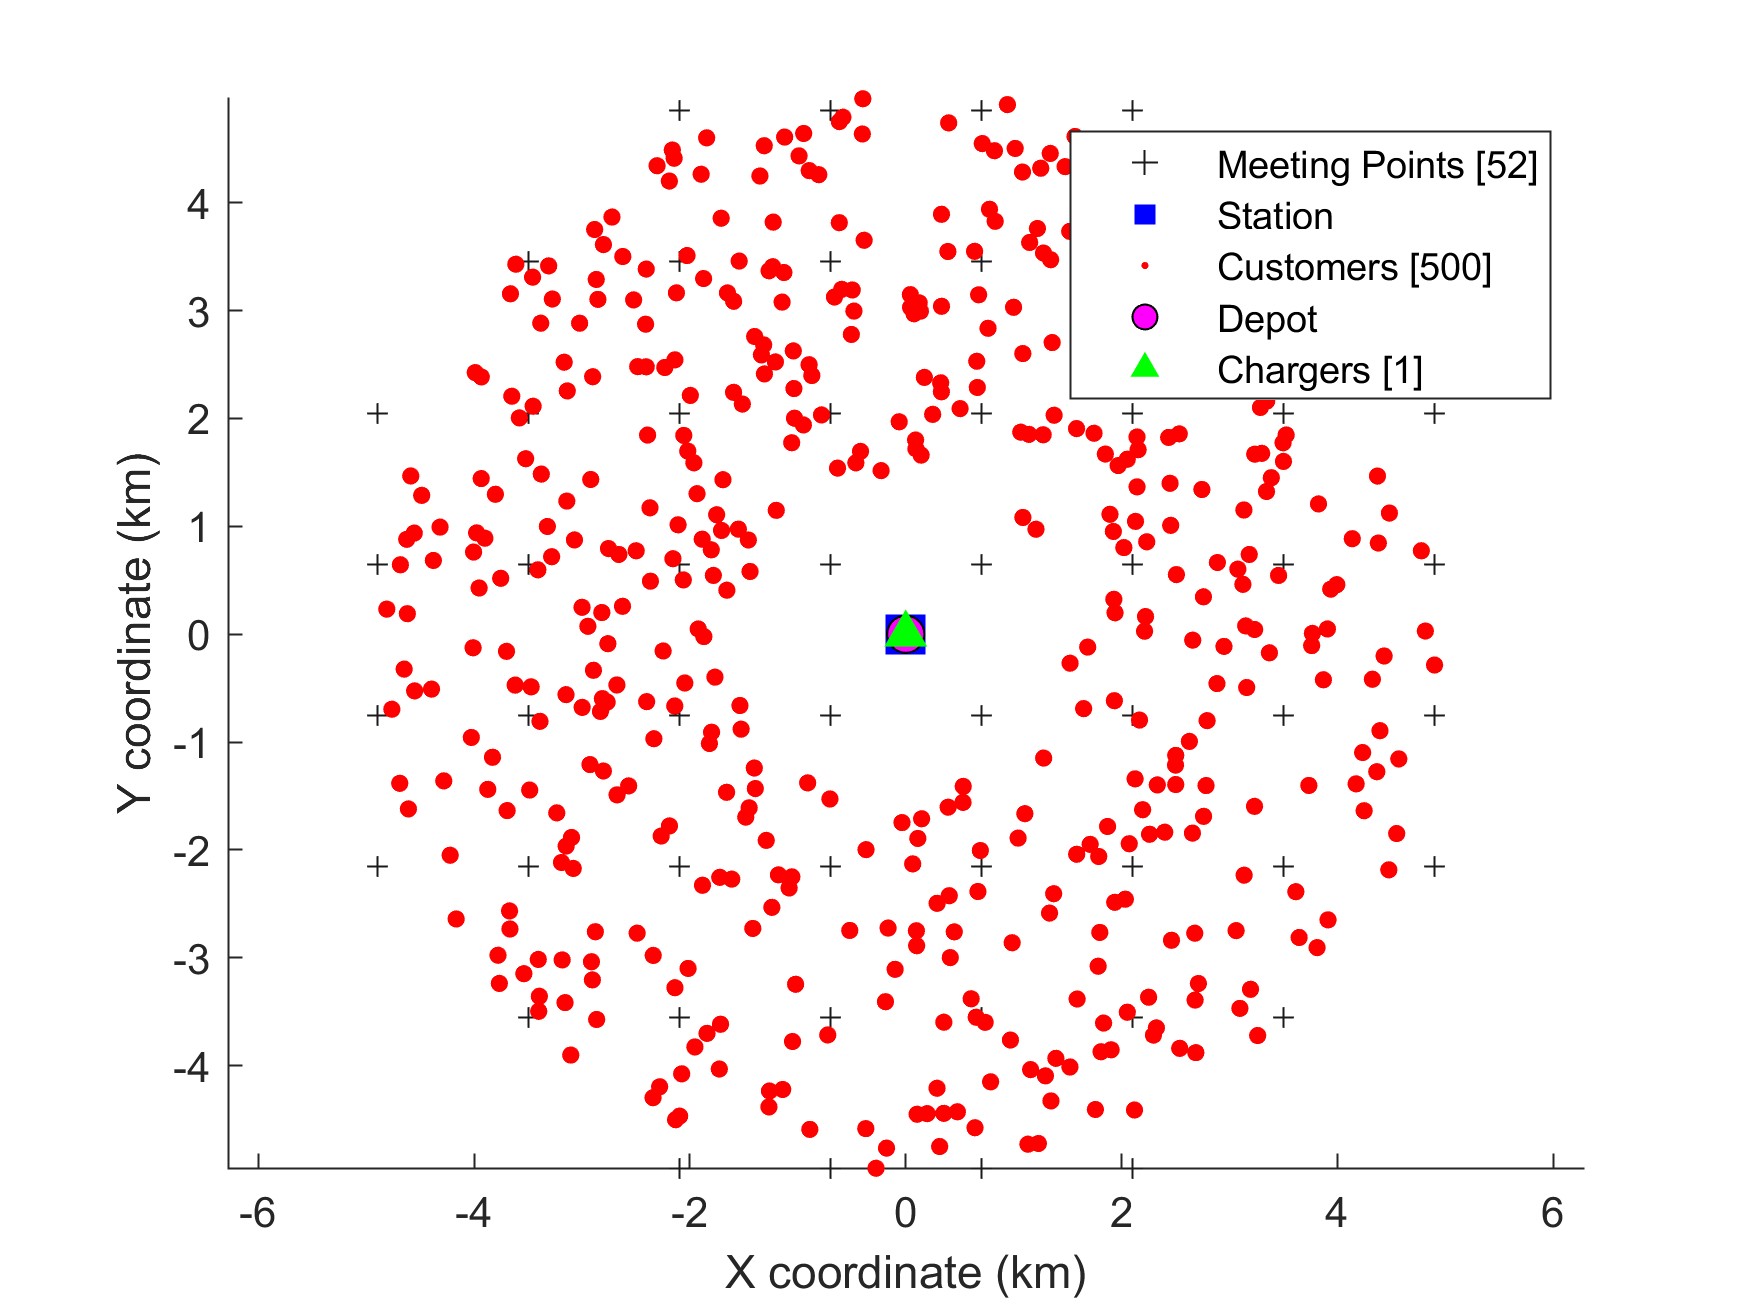 Meeting Points [52]
Station
Customers [500]
Depot
Chargers [1]
Y coordinate (km)
4
3
2
1
0
-1
-2
-3
-4
-6 -4 -2 0 2 4 6
X coordinate (km)